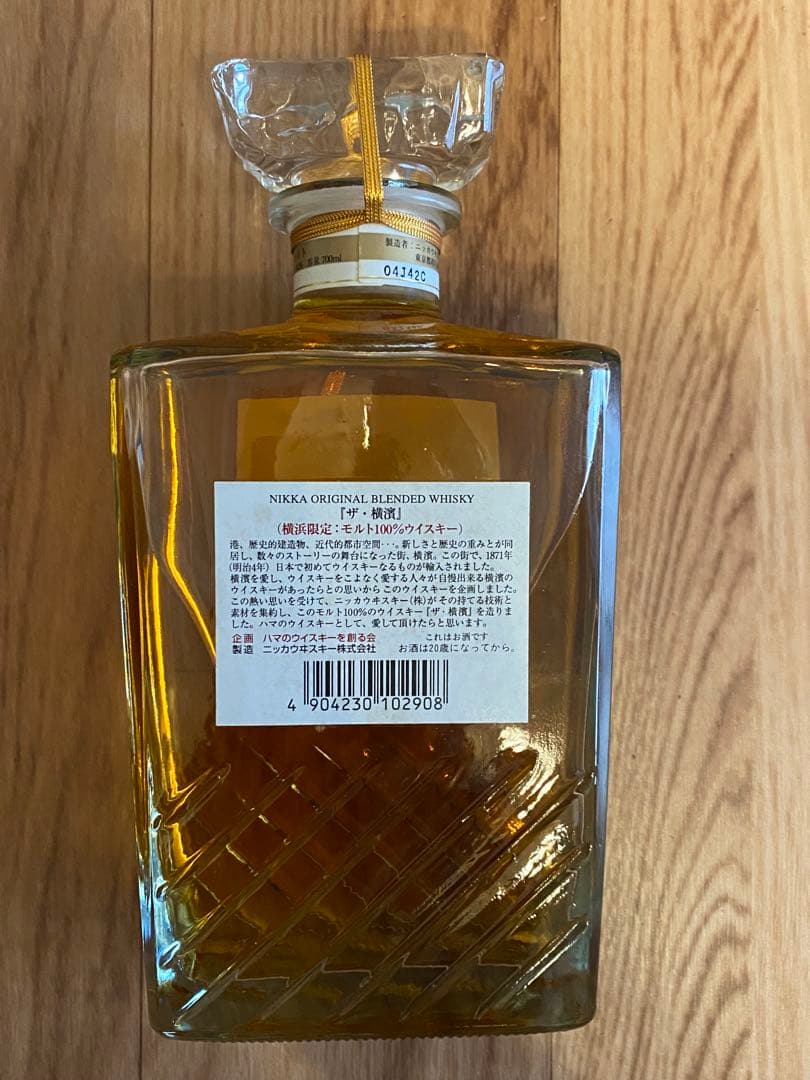 容量:700ml
製造者:ニッカウヰ
04J42C
NIKKA ORIGINAL BLENDED WHISKY
『ザ・横濱』
(横浜限定:モルト100%ウイスキー)
港、歴史的建造物、近代的都市空間･･･。新しさと歴史の重みとが同
居し、数々のストーリーの舞台になった街、横濱。この街で、1871年
(明治4年)日本で初めてウイスキーなるものが輸入されました。
横濱を愛し、ウイスキーをこよなく愛する人々が自慢出来る横濱の
ウイスキーがあったらとの思いからこのウイスキーを企画しました。
この熱い思いを受けて、ニッカウヰスキー(株)がその持てる技術と
素材を集約し、このモルト100%のウイスキー『ザ・横濱』を造りま
した。ハマのウイスキーとして、愛して頂けたらと思います。
企画 ハマのウイスキーを創る会 これはお酒です
製造 ニッカウヰスキー株式会社 お酒は20歳になってから。
4 904230 102908